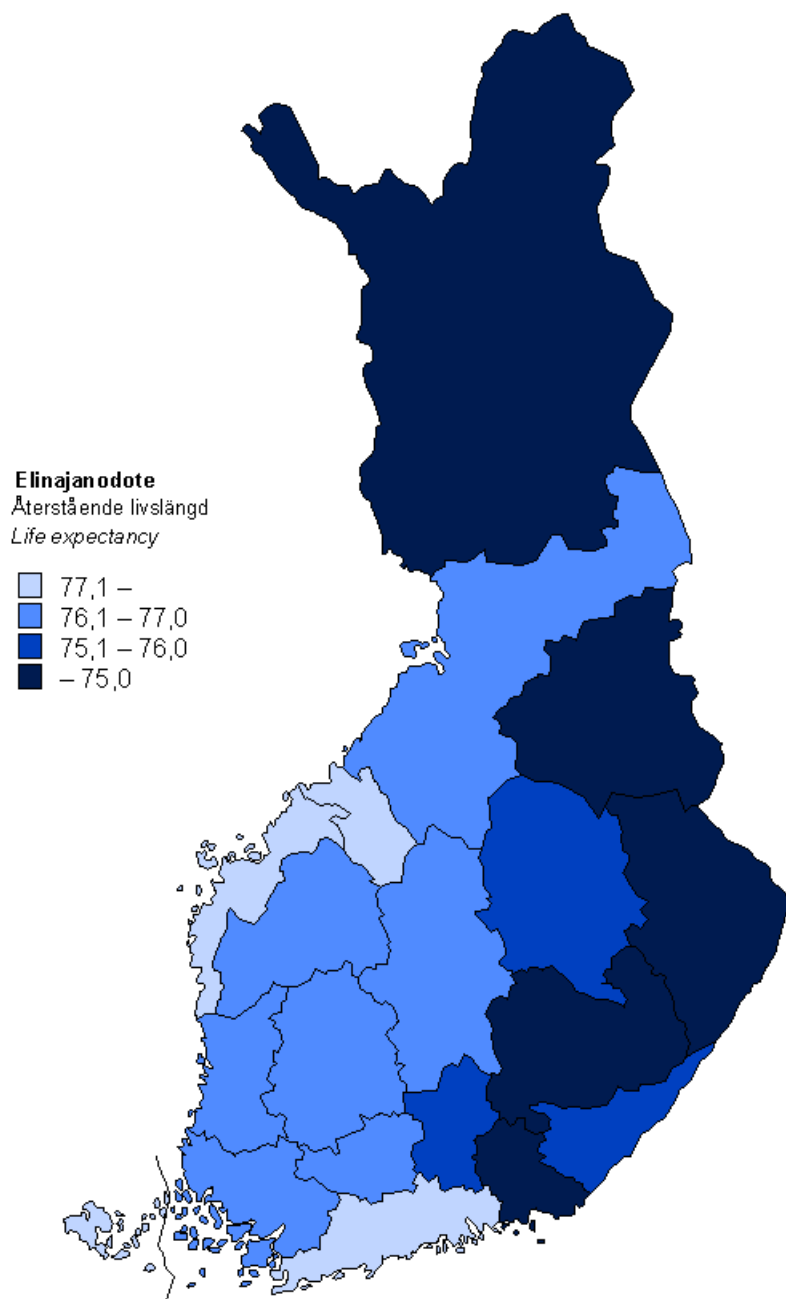 Elinajanodote
Återstående livslängd
Life expectancy
77,1 –
76,1 – 77,0
75,1 – 76,0
– 75,0